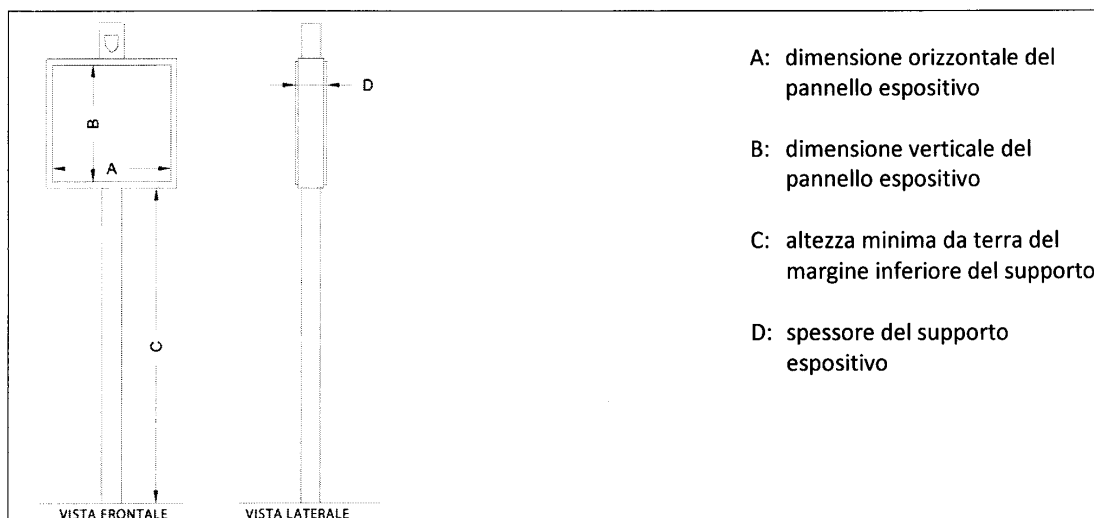 D
B
A
C
VISTA FRONTALE
VISTA LATERALE
A: dimensione orizzontale del
pannello espositivo
B: dimensione verticale del
pannello espositivo
C: altezza minima da terra del
margine inferiore del supporto
D: spessore del supporto
espositivo